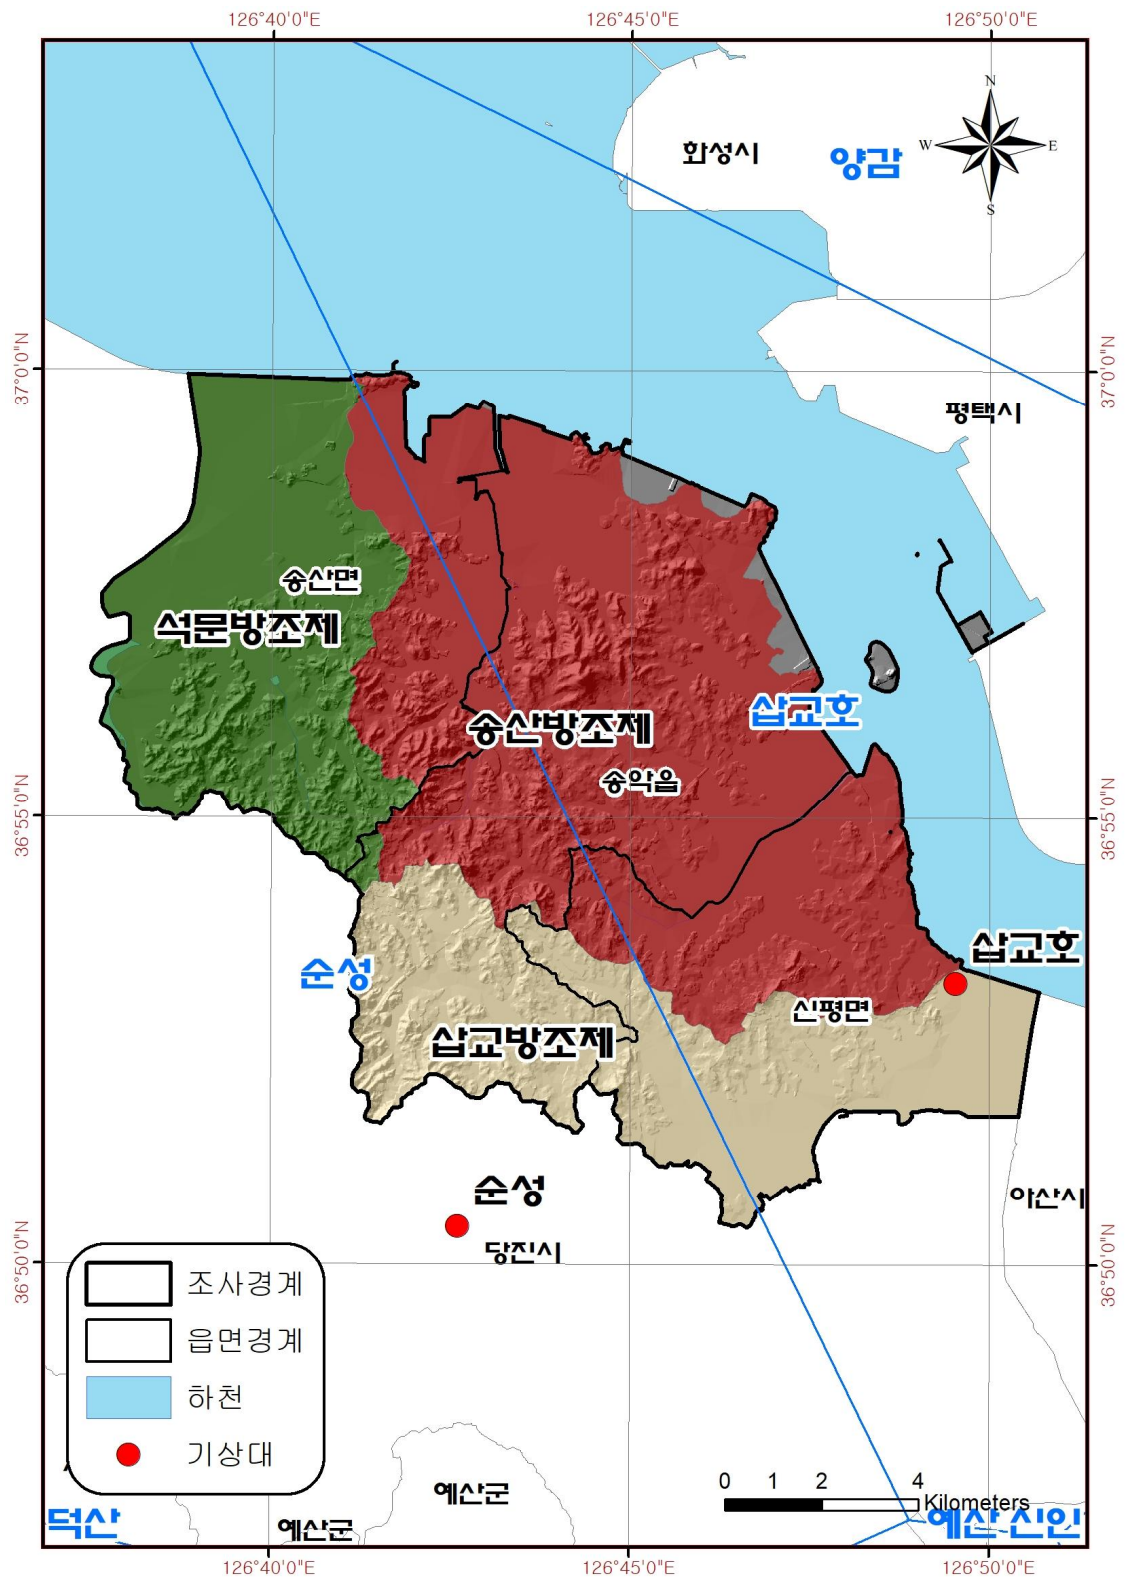 126°40'0"E 126°45'0"E 126°50'0"E
N
W E
S
화성시
양감
37°0'0"N
37°0'0"N
평택시
송산면
석문방조제
삽교호
송산방조제
송악읍
36°55'0"N
36°55'0"N
삽교호
순성
신평면
삽교방조제
순성
아산시
당진시
36°50'0"N
36°50'0"N
조사경계
읍면경계
하천
기상대
0 1 2 4
Kilometers
예산군
덕산
예산군
예산 신인
126°40'0"E 126°45'0"E 126°50'0"E